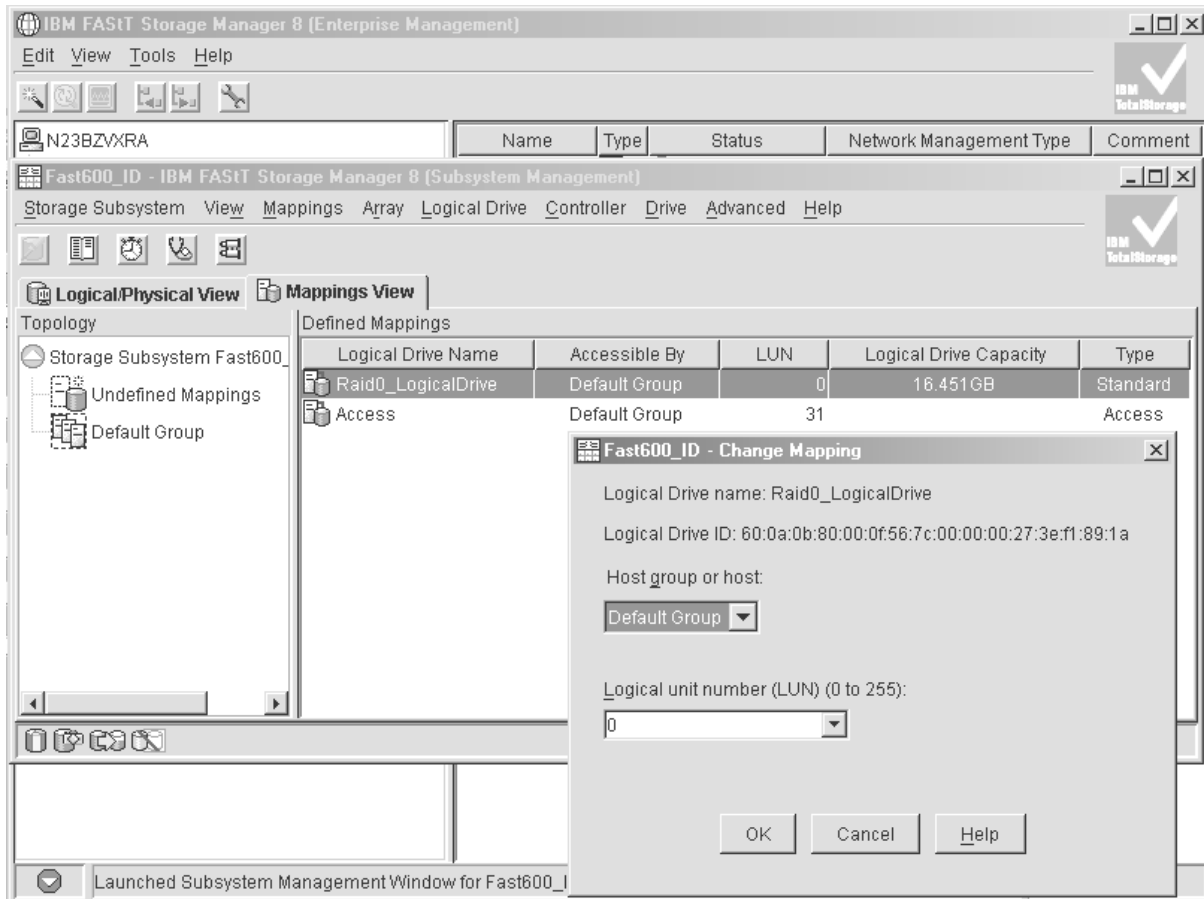 IBM FAStT Storage Manager 8 (Enterprise Management)
Edit View Tools Help
IBM
TotalStorage
N23BZVXRA
Name Type Status Network Management Type Comment
Fast600_ID - IBM FAStT Storage Manager 8 (Subsystem Management)
Storage Subsystem View Mappings Array Logical Drive Controller Drive Advanced Help
IBM
TotalStorage
Logical/Physical View Mappings View
Topology
Defined Mappings
Storage Subsystem Fast600_
Undefined Mappings
Default Group
Logical Drive Name Accessible By LUN Logical Drive Capacity Type
Raid0_LogicalDrive Default Group 0 16.451GB Standard
Access Default Group 31 Access
Fast600_ID - Change Mapping
Logical Drive name: Raid0_LogicalDrive
Logical Drive ID: 60:0a:0b:80:00:0f:56:7c:00:00:00:27:3e:f1:89:1a
Host group or host:
Default Group
Logical unit number (LUN) (0 to 255):
0
OK Cancel Help
Launched Subsystem Management Window for Fast600_I